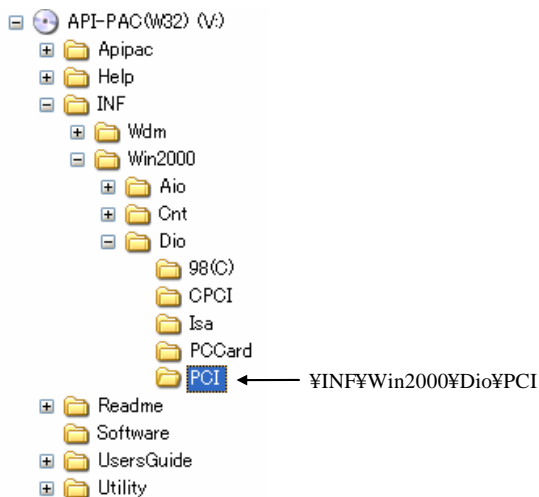 API-PAC(W32) (V:)
Apipac
Help
INF
Wdm
Win2000
Aio
Cnt
Dio
98(C)
CPCI
Isa
PCCard
PCI ¥INF¥Win2000¥Dio¥PCI
Readme
Software
UsersGuide
Utility